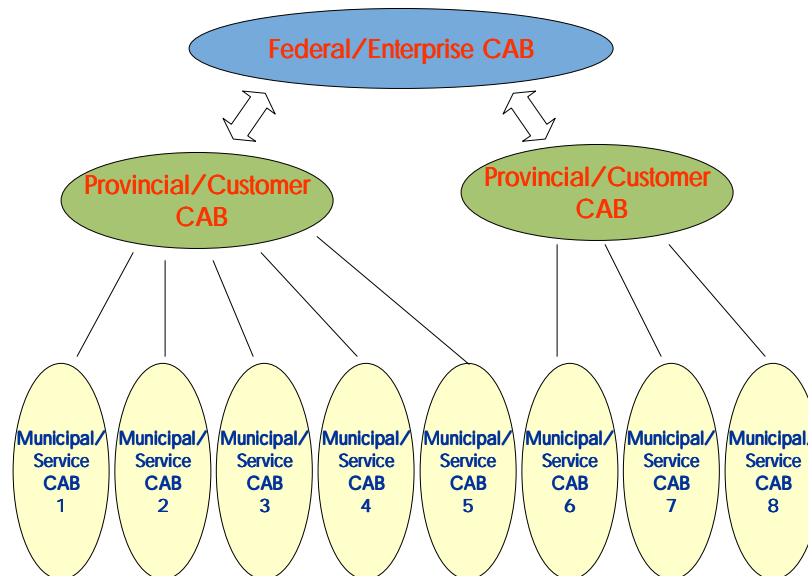 Federal/Enterprise CAB
Provincial/Customer
CAB
Provincial/Customer
CAB
Municipal/
Service
CAB
1
Municipal/
Service
CAB
2
Municipal/
Service
CAB
3
Municipal/
Service
CAB
4
Municipal/
Service
CAB
5
Municipal/
Service
CAB
6
Municipal/
Service
CAB
7
Municipal/
Service
CAB
8